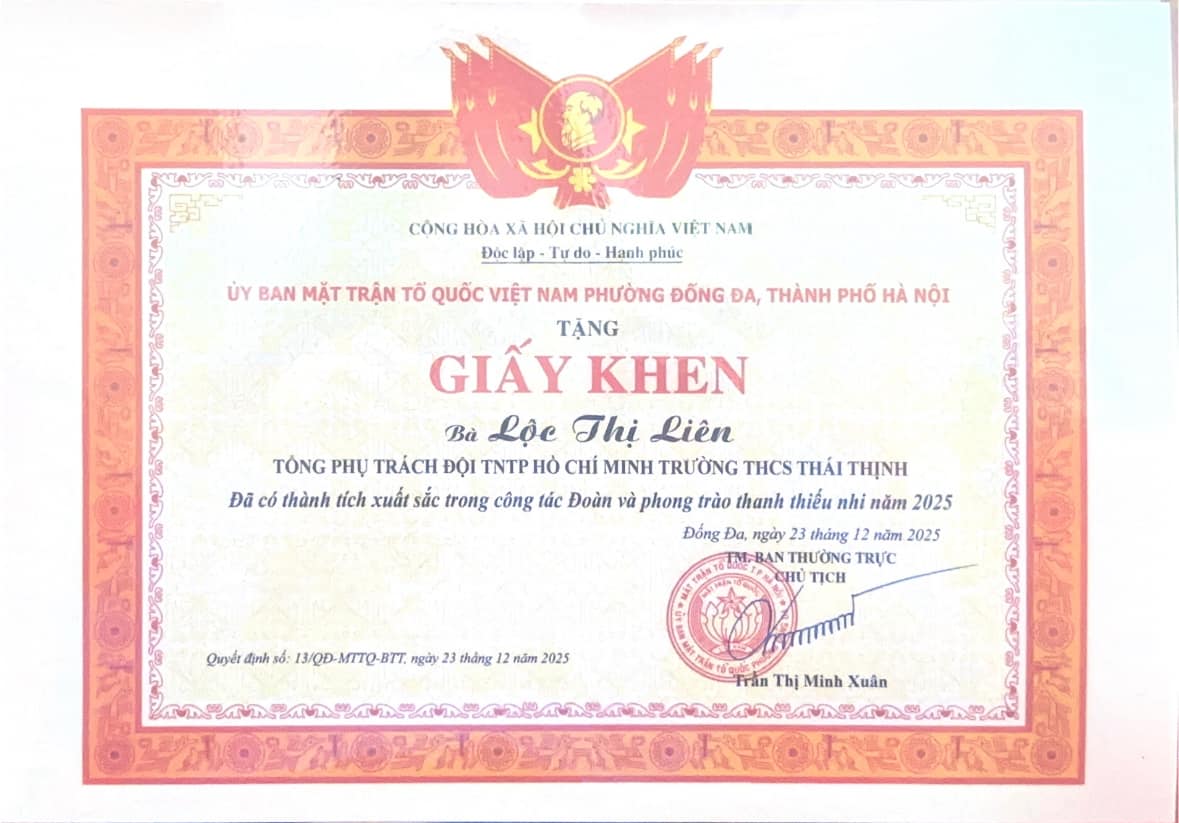 CỘNG HÒA XÃ HỘI CHỦ NGHĨA VIỆT NAM
Độc lập - Tự do - Hạnh phúc
ỦY BAN MẶT TRẬN TỔ QUỐC VIỆT NAM PHƯỜNG ĐỐNG ĐA, THÀNH PHỐ HÀ NỘI
TẶNG
GIẤY KHEN
Bà Lộc Thị Liên
TỔNG PHỤ TRÁCH ĐỘI TNTP HỒ CHÍ MINH TRƯỜNG THCS THÁI THỊNH
Đã có thành tích xuất sắc trong công tác Đoàn và phong trào thanh thiếu nhi năm 2025
Đống Đa, ngày 23 tháng 12 năm 2025
TM. BAN THƯỜNG TRỰC
CHỦ TỊCH
MẶT TRẬN TỔ QUỐC
Quyết định số: 13/QĐ-MTTQ-BTT, ngày 23 tháng 12 năm 2025
Trần Thị Minh Xuân